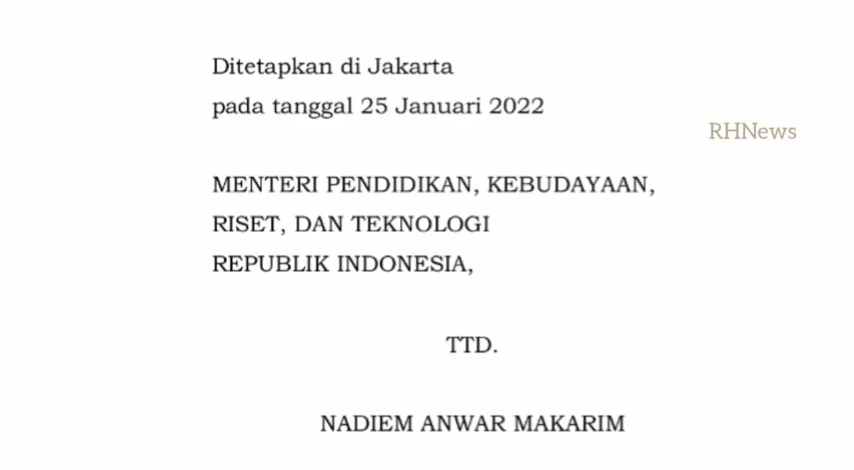 Ditetapkan di Jakarta
pada tanggal 25 Januari 2022
RHNews
MENTERI PENDIDIKAN, KEBUDAYAAN,
RISET, DAN TEKNOLOGI
REPUBLIK INDONESIA,
TTD.
NADIEM ANWAR MAKARIM